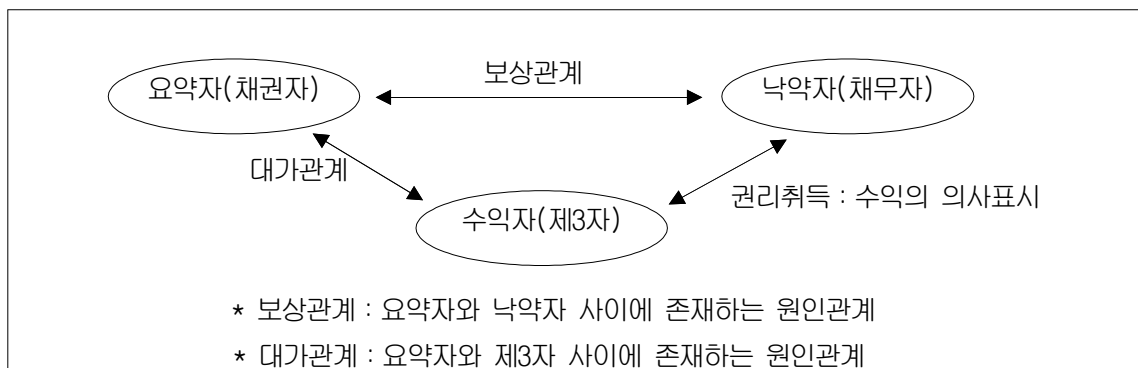 보상관계
요약자(채권자)
낙약자(채무자)
대가관계
권리취득 : 수익의 의사표시
수익자(제3자)
* 보상관계 : 요약자와 낙약자 사이에 존재하는 원인관계
* 대가관계 : 요약자와 제3자 사이에 존재하는 원인관계